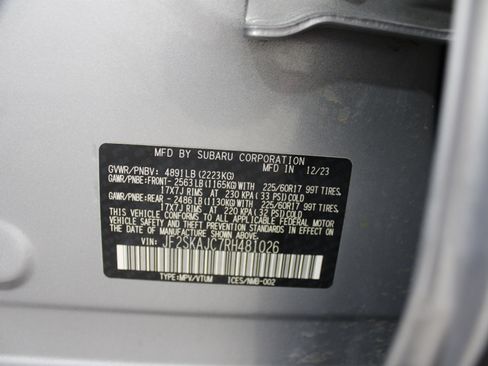 MFD BY SUBARU CORPORATION
MFD IN 12/23
GVWR/PNBV: 4891LB(2223KG)
GAWR/PNBE:FRONT- 2563LB(1165KG)WITH 225/60R17 99T TIRES,
17X7J RIMS AT 230 KPA(33 PSI)COLD
GAWR/PNBE:REAR - 2486LB(1130KG)WITH 225/60R17 99T TIRES,
17X7J RIMS AT 220 KPA(32 PSI)COLD
THIS VEHICLE CONFORMS TO ALL APPLICABLE FEDERAL
MOTOR VEHICLE SAFETY STANDARDS IN EFFECT ON THE
DATE OF MANUFACTURE SHOWN ABOVE.
VIN: JF2SKAJC7RH481026
TYPE:MPV/VTUM ICES/NMB-002